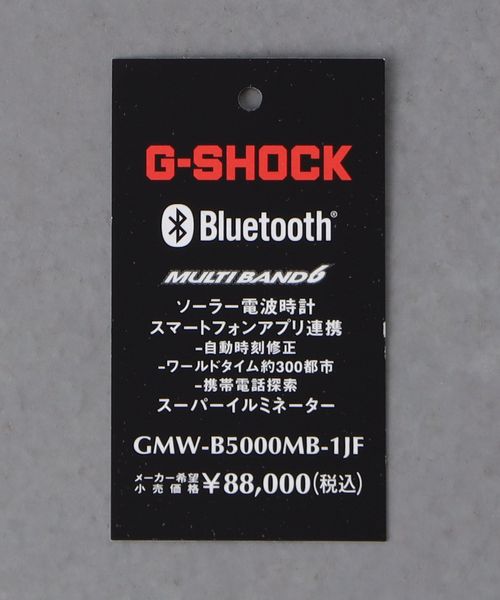 G-SHOCK
Bluetooth®
MULTIBAND6
ソーラー電波時計
スマートフォンアプリ連携
-自動時刻修正
-ワールドタイム約300都市
-携帯電話探索
スーパーイルミネーター
GMW-B5000MB-1JF
メーカー希望小売価格 ¥88,000(税込)